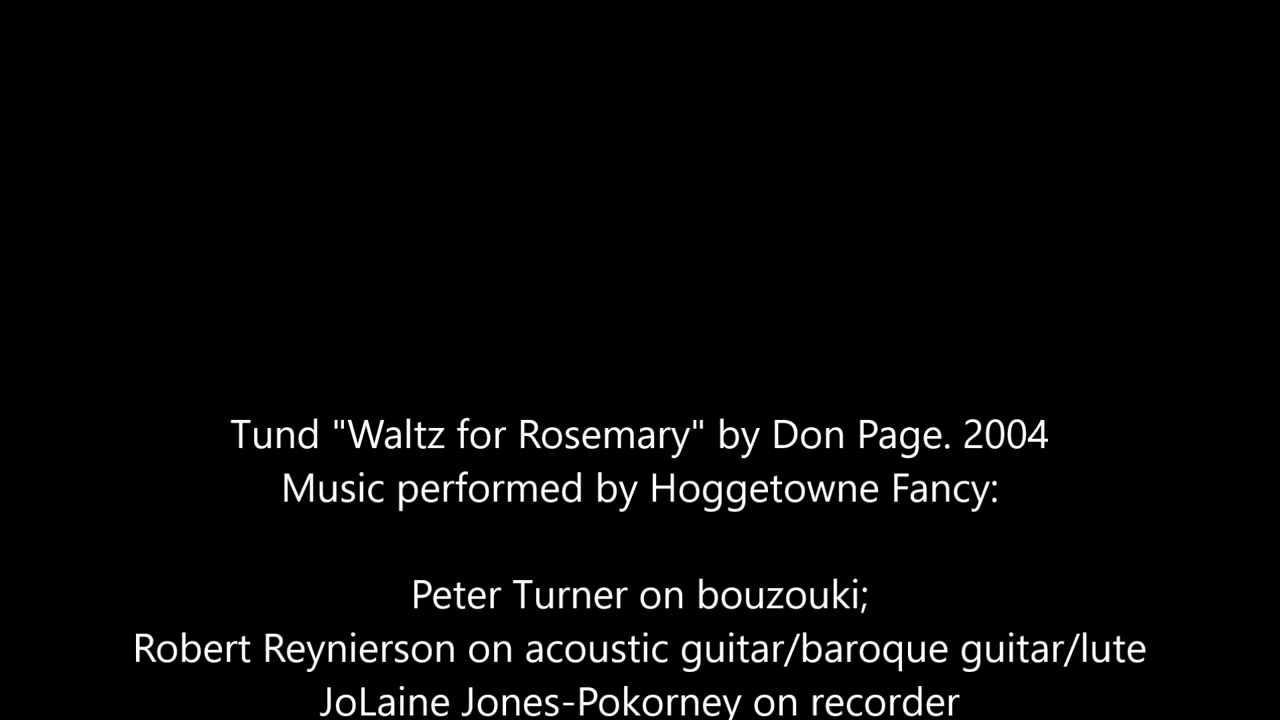 Tund "Waltz for Rosemary" by Don Page. 2004
Music performed by Hoggetowne Fancy:
Peter Turner on bouzouki;
Robert Reynierson on acoustic guitar/baroque guitar/lute
JoLaine Jones-Pokorney on recorder